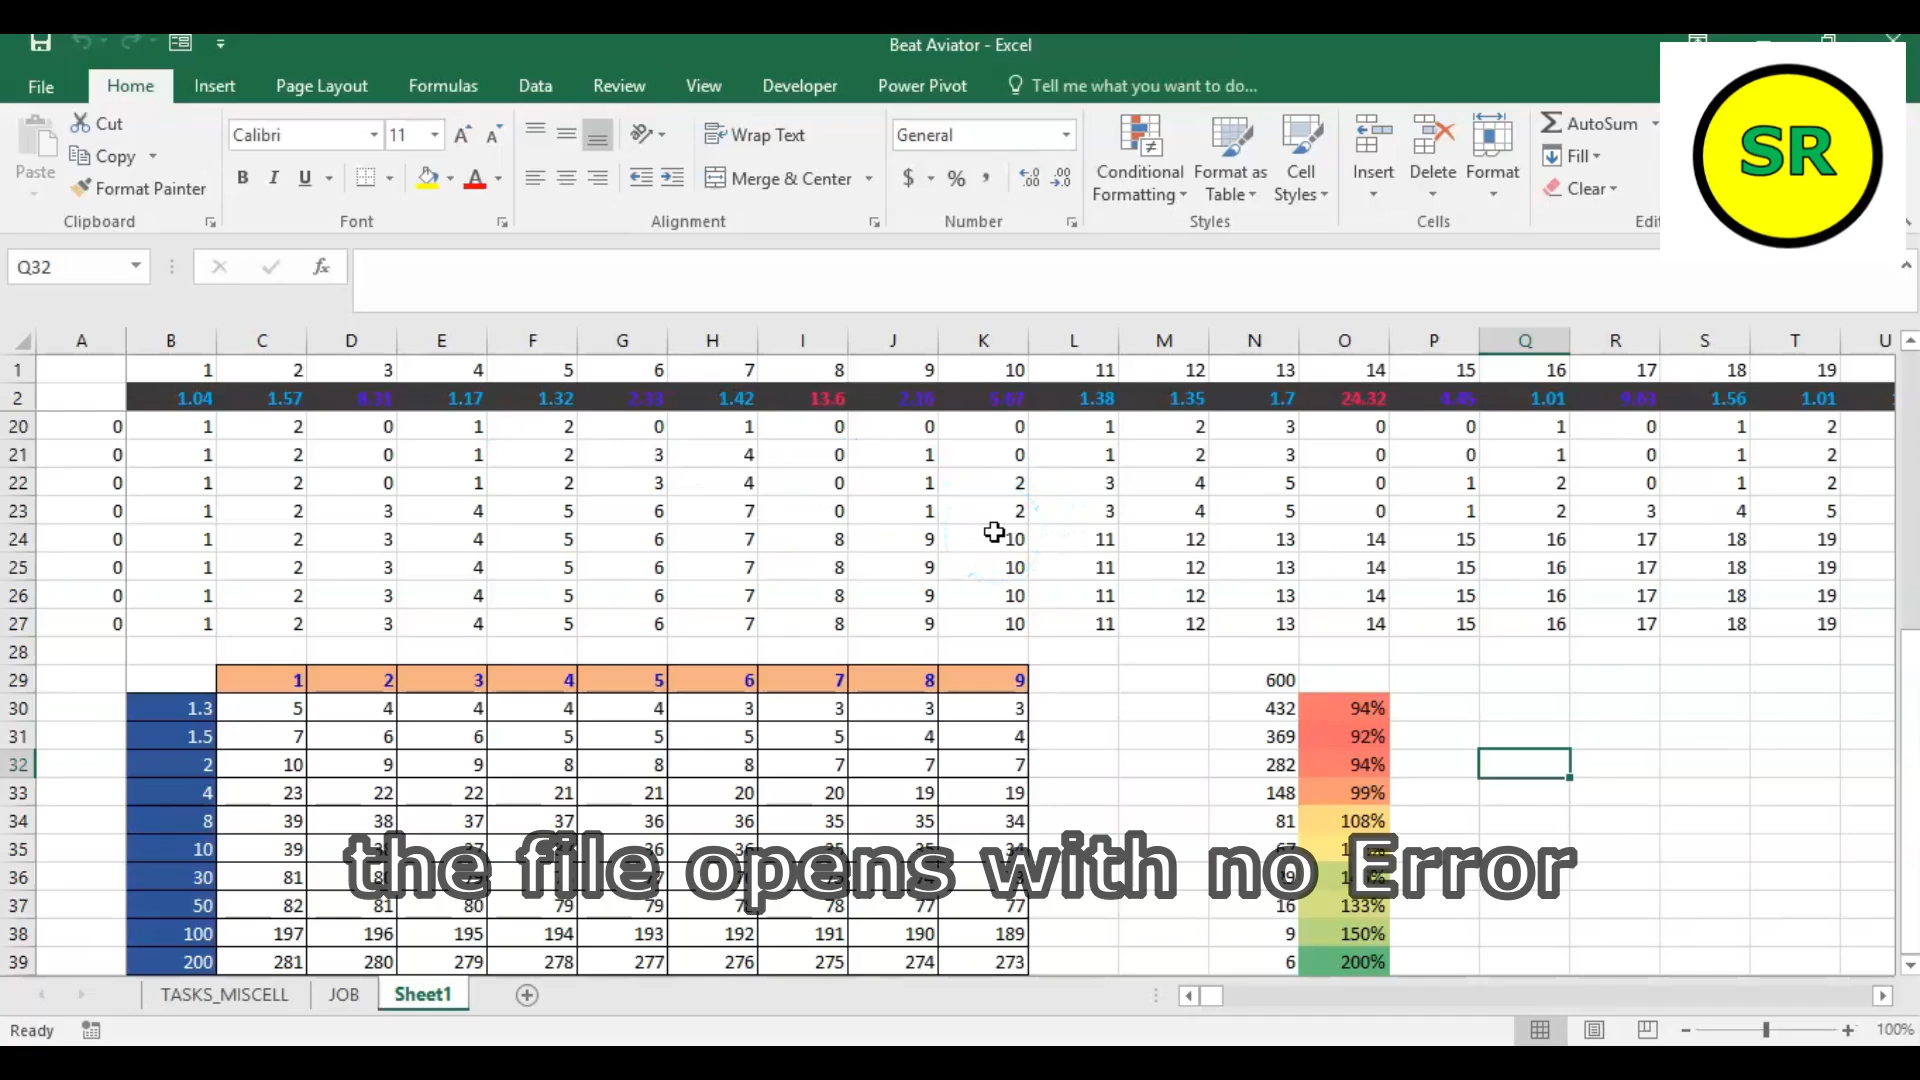 Beat Aviator - Excel
File Home Insert Page Layout Formulas Data Review View Developer Power Pivot Tell me what you want to do...
SR
Cut
Copy
Format Painter
Paste
Clipboard
Calibri 11
B I U
Font
Wrap Text
Merge & Center
Alignment
General
$ % ,
Number
Conditional Formatting
Format as Table
Cell Styles
Styles
Insert Delete Format
Cells
AutoSum
Fill
Clear
Q32 fx
A B C D E F G H I J K L M N O P Q R S T U
1 1 2 3 4 5 6 7 8 9 10 11 12 13 14 15 16 17 18 19
2 1.04 1.57 8.31 1.17 1.32 1.42 13.6 2.16 5.67 1.38 1.35 1.7 24.32 4.45 1.01 1.56 1.01
20 0 1 2 0 1 2 0 1 0 0 0 1 2 3 0 0 1 0 1 2
21 0 1 2 0 1 2 3 4 0 1 0 1 2 3 0 0 1 0 1 2
22 0 1 2 0 1 2 3 4 0 1 2 3 4 5 0 1 2 0 1 2
23 0 1 2 3 4 5 6 7 0 1 2 3 4 5 0 1 2 3 4 5
24 0 1 2 3 4 5 6 7 8 9 10 11 12 13 14 15 16 17 18 19
25 0 1 2 3 4 5 6 7 8 9 10 11 12 13 14 15 16 17 18 19
26 0 1 2 3 4 5 6 7 8 9 10 11 12 13 14 15 16 17 18 19
27 0 1 2 3 4 5 6 7 8 9 10 11 12 13 14 15 16 17 18 19
28
29 1 2 3 4 5 6 7 8 9 600
30 1.3 5 4 4 4 4 3 3 3 3 432 94%
31 1.5 7 6 6 5 5 5 5 4 4 369 92%
32 2 10 9 9 8 8 8 7 7 7 282 94%
33 4 23 22 22 21 21 20 20 19 19 148 99%
34 8 39 38 37 37 36 36 35 35 34 81 108%
35 10 39
36 30 81
37 50 82 81 80 79 79 78 77 77 16 133%
38 100 197 196 195 194 193 192 191 190 189 9 150%
39 200 281 280 279 278 277 276 275 274 273 6 200%
the file opens with no Error
TASKS_MISCELL JOB Sheet1
Ready 100%